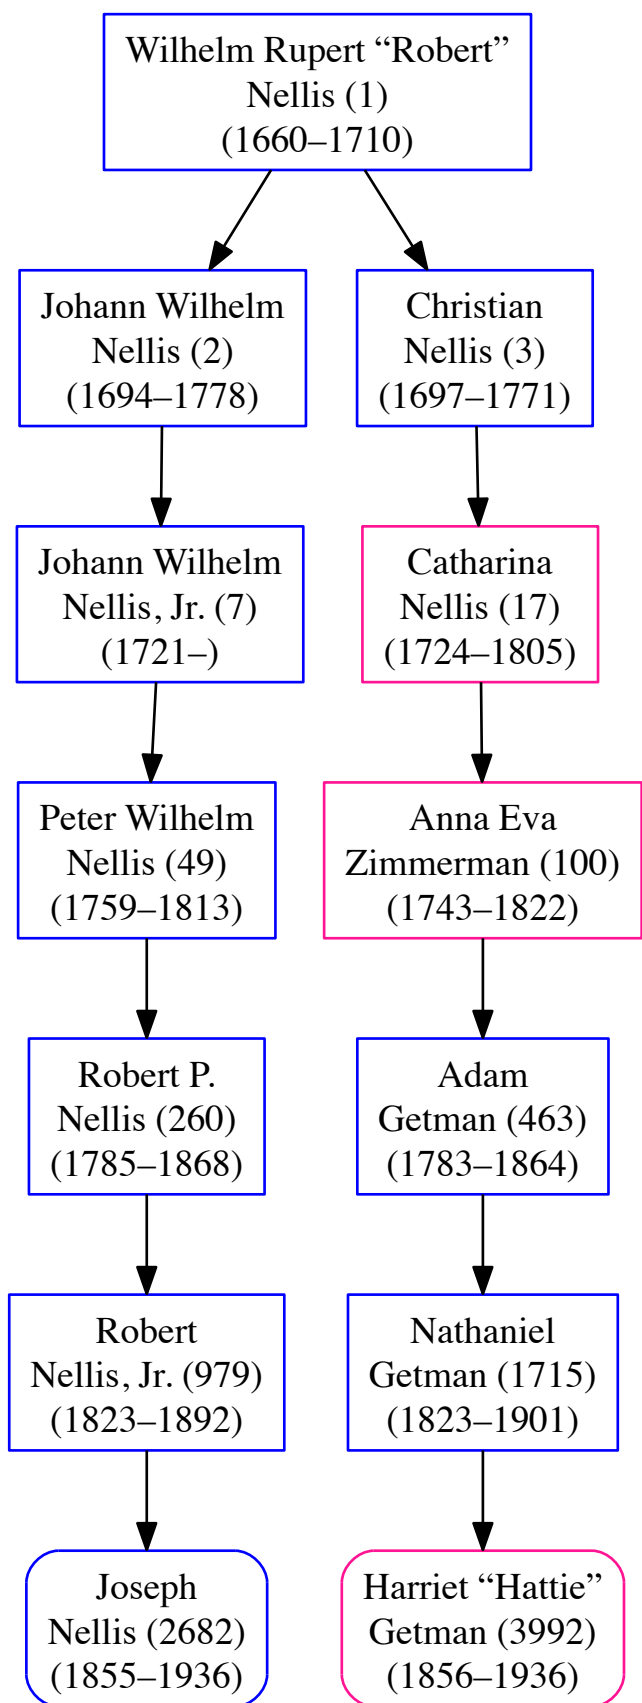 Wilhelm Rupert “Robert”
Nellis (1)
(1660–1710)
Johann Wilhelm
Nellis (2)
(1694–1778)
Christian
Nellis (3)
(1697–1771)
Johann Wilhelm
Nellis, Jr. (7)
(1721–)
Catharina
Nellis (17)
(1724–1805)
Peter Wilhelm
Nellis (49)
(1759–1813)
Anna Eva
Zimmerman (100)
(1743–1822)
Robert P.
Nellis (260)
(1785–1868)
Adam
Getman (463)
(1783–1864)
Robert
Nellis, Jr. (979)
(1823–1892)
Nathaniel
Getman (1715)
(1823–1901)
Joseph
Nellis (2682)
(1855–1936)
Harriet “Hattie”
Getman (3992)
(1856–1936)